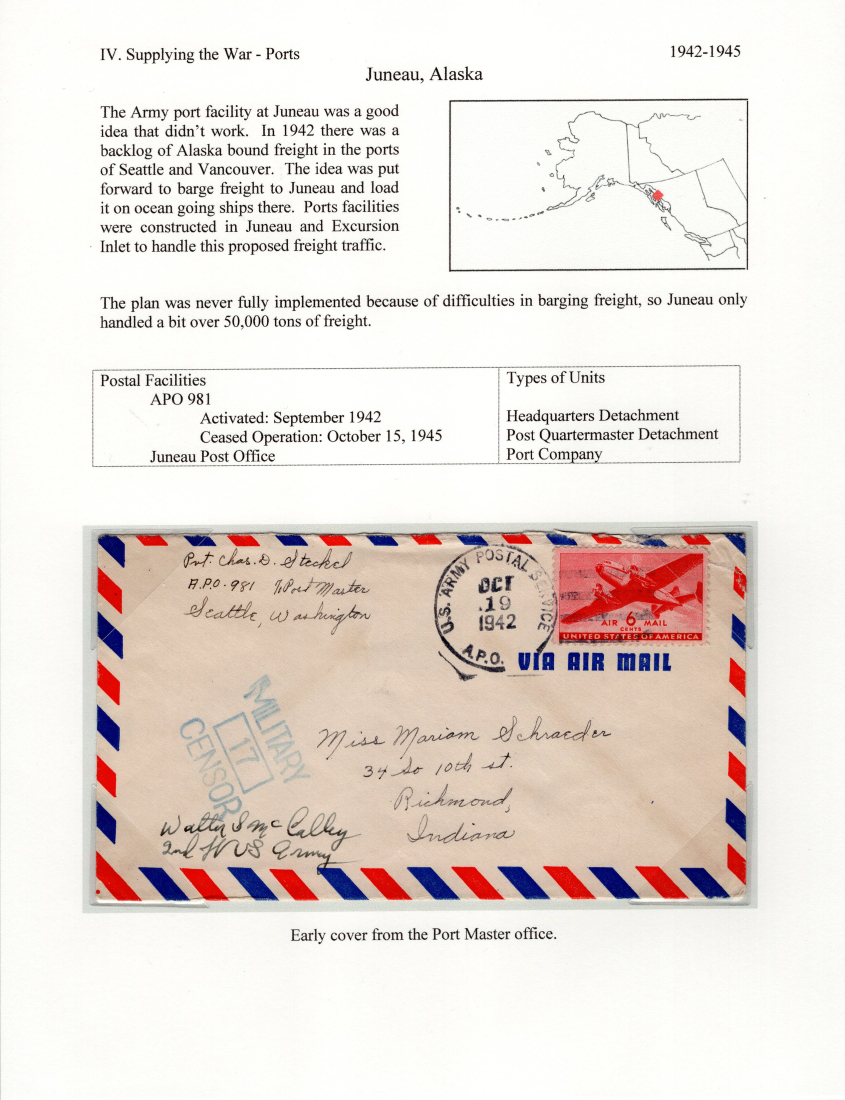 IV. Supplying the War - Ports
1942-1945
Juneau, Alaska
The Army port facility at Juneau was a good
idea that didn't work. In 1942 there was a
backlog of Alaska bound freight in the ports
of Seattle and Vancouver. The idea was put
forward to barge freight to Juneau and load
it on ocean going ships there. Ports facilities
were constructed in Juneau and Excursion
Inlet to handle this proposed freight traffic.
The plan was never fully implemented because of difficulties in barging freight, so Juneau only
handled a bit over 50,000 tons of freight.
Postal Facilities
APO 981
Activated: September 1942
Ceased Operation: October 15, 1945
Juneau Post Office
Types of Units
Headquarters Detachment
Post Quartermaster Detachment
Port Company
Pvt. Chas. D. Steckel
A.P.O. 981 % Post Master
Seattle, Washington
U.S. ARMY POSTAL SERVICE
OCT
19
1942
A.P.O.
AIR 6 MAIL
CENTS
UNITED STATES OF AMERICA
VIA AIR MAIL
MILITARY
17
CENSOR
Miss Mariam Schraeder
34 So 10th st.
Richmond,
Indiana
Walter S McCalley
2nd Lt US Army
Early cover from the Port Master office.